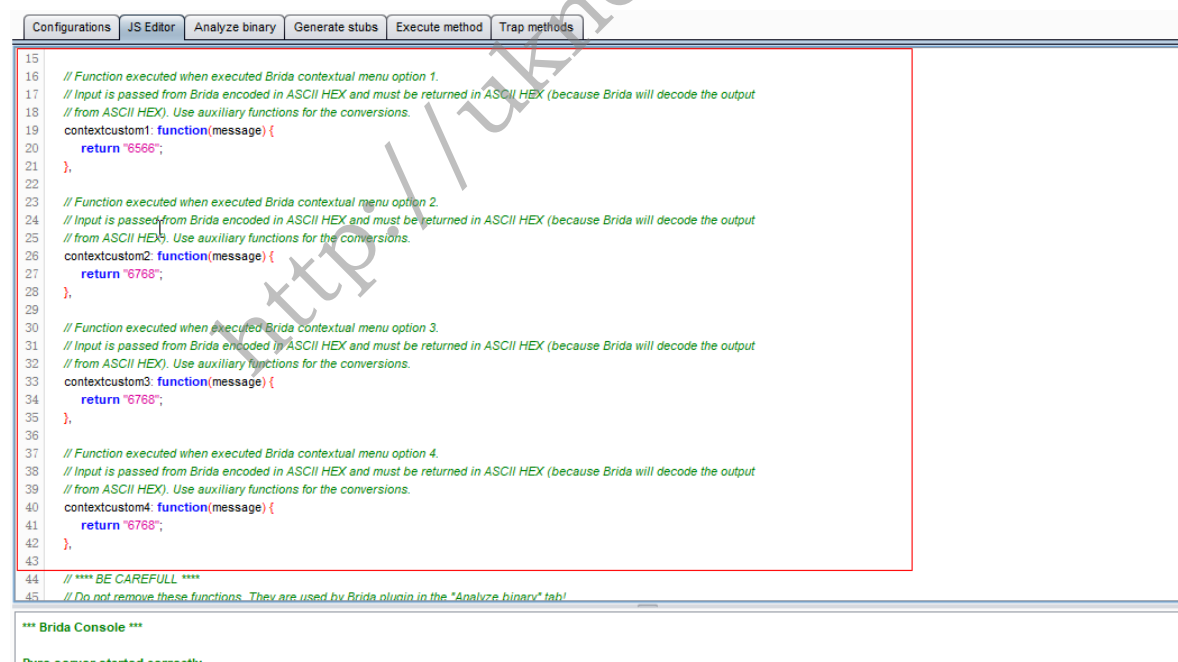 Configurations JS Editor Analyze binary Generate stubs Execute method Trap methods
15
16 // Function executed when executed Brida contextual menu option 1.
17 // Input is passed from Brida encoded in ASCII HEX and must be returned in ASCII HEX (because Brida will decode the output
18 // from ASCII HEX). Use auxiliary functions for the conversions.
19 contextcustom1: function(message) {
20 return "6566";
21 },
22
23 // Function executed when executed Brida contextual menu option 2.
24 // Input is passed from Brida encoded in ASCII HEX and must be returned in ASCII HEX (because Brida will decode the output
25 // from ASCII HEX). Use auxiliary functions for the conversions.
26 contextcustom2: function(message) {
27 return "6768";
28 },
29
30 // Function executed when executed Brida contextual menu option 3.
31 // Input is passed from Brida encoded in ASCII HEX and must be returned in ASCII HEX (because Brida will decode the output
32 // from ASCII HEX). Use auxiliary functions for the conversions.
33 contextcustom3: function(message) {
34 return "6768";
35 },
36
37 // Function executed when executed Brida contextual menu option 4.
38 // Input is passed from Brida encoded in ASCII HEX and must be returned in ASCII HEX (because Brida will decode the output
39 // from ASCII HEX). Use auxiliary functions for the conversions.
40 contextcustom4: function(message) {
41 return "6768";
42 },
43
44 // **** BE CAREFULL ****
45 // Do not remove these functions. They are used by Brida plugin in the "Analyze binary" tab!
*** Brida Console ***
Pyro server started correctly